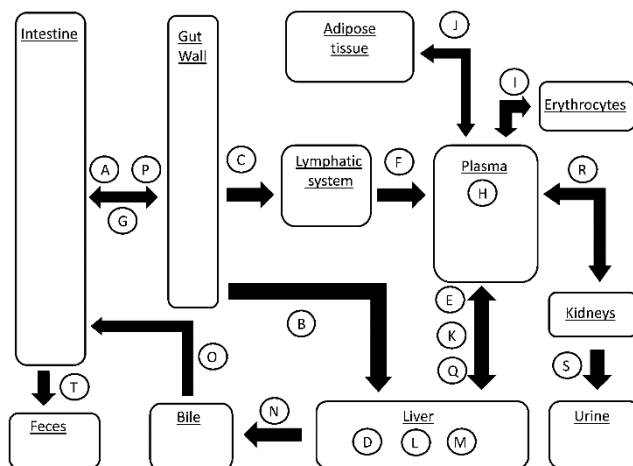 Intestine
Gut
Wall
Adipose
tissue
J
I
Erythrocytes
A
P
C
Lymphatic
system
F
Plasma
H
R
G
E
B
K
Kidneys
O
Q
S
T
N
Feces
Bile
Liver
D
L
M
Urine